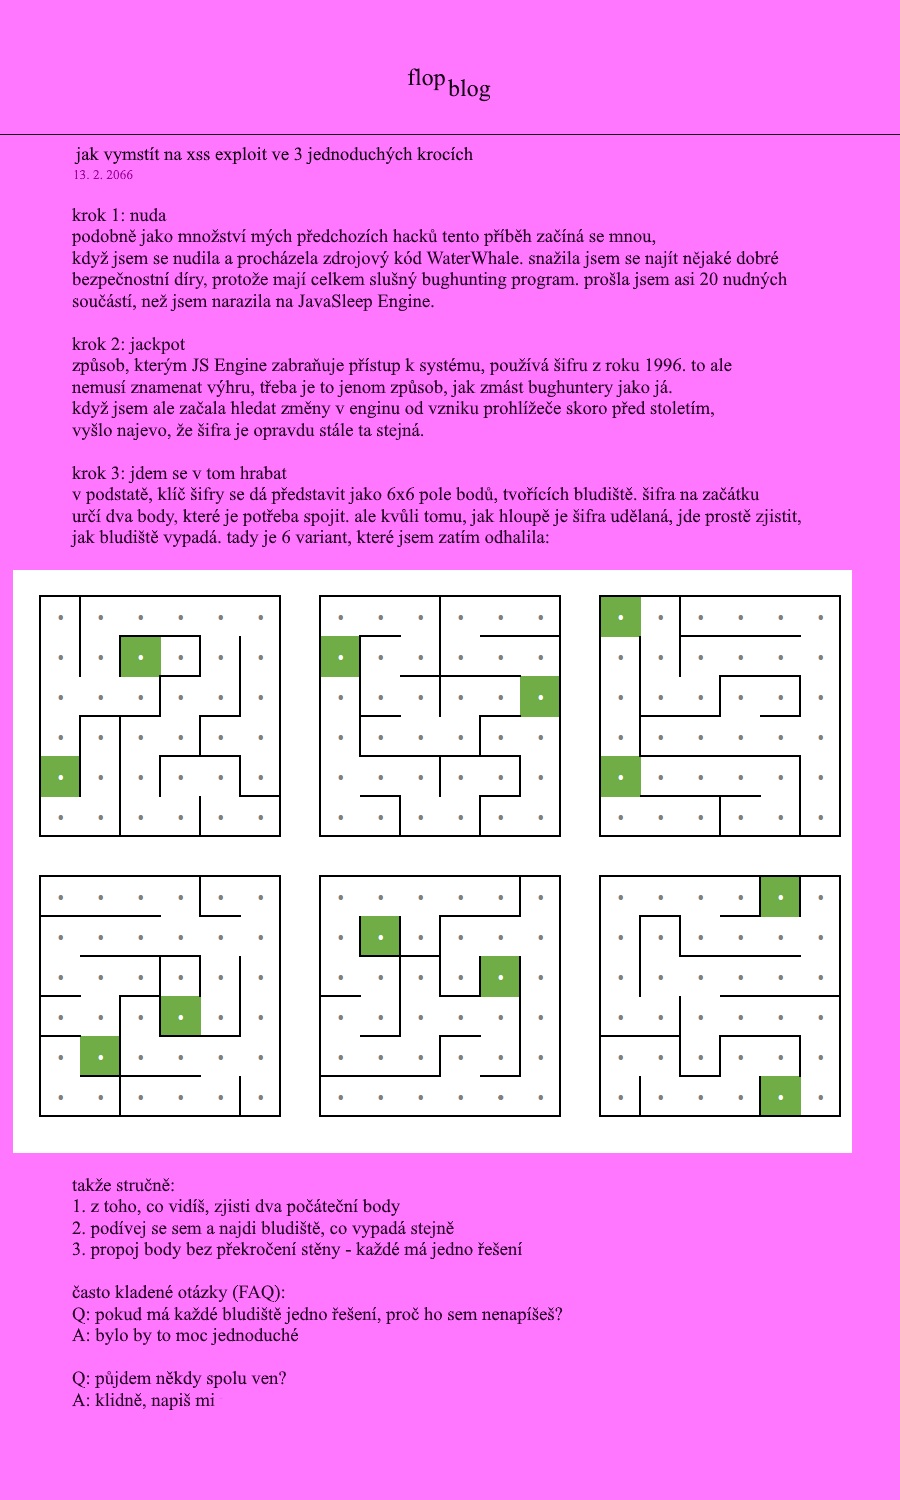 flop
blog
jak vymstít na xss exploit ve 3 jednoduchých krocích
13. 2. 2066
krok 1: nuda
podobně jako množství mých předchozích hacků tento příběh začíná se mnou,
když jsem se nudila a procházela zdrojový kód WaterWhale. snažila jsem se najít nějaké dobré
bezpečnostní díry, protože mají celkem slušný bughunting program. prošla jsem asi 20 nudných
součástí, než jsem narazila na JavaSleep Engine.
krok 2: jackpot
způsob, kterým JS Engine zabraňuje přístup k systému, používá šifru z roku 1996. to ale
nemusí znamenat výhru, třeba je to jenom způsob, jak zmást bughuntery jako já.
když jsem ale začala hledat změny v enginu od vzniku prohlížeče skoro před stoletím,
vyšlo najevo, že šifra je opravdu stále ta stejná.
krok 3: jdem se v tom hrabat
v podstatě, klíč šifry se dá představit jako 6x6 pole bodů, tvořících bludiště. šifra na začátku
určí dva body, které je potřeba spojit. ale kvůli tomu, jak hloupě je šifra udělaná, jde prostě zjistit,
jak bludiště vypadá. tady je 6 variant, které jsem zatím odhalila:
takže stručně:
1. z toho, co vidíš, zjisti dva počáteční body
2. podívej se sem a najdi bludiště, co vypadá stejně
3. propoj body bez překročení stěny - každé má jedno řešení
často kladené otázky (FAQ):
Q: pokud má každé bludiště jedno řešení, proč ho sem nenapíšeš?
A: bylo by to moc jednoduché
Q: půjdem někdy spolu ven?
A: klidně, napiš mi